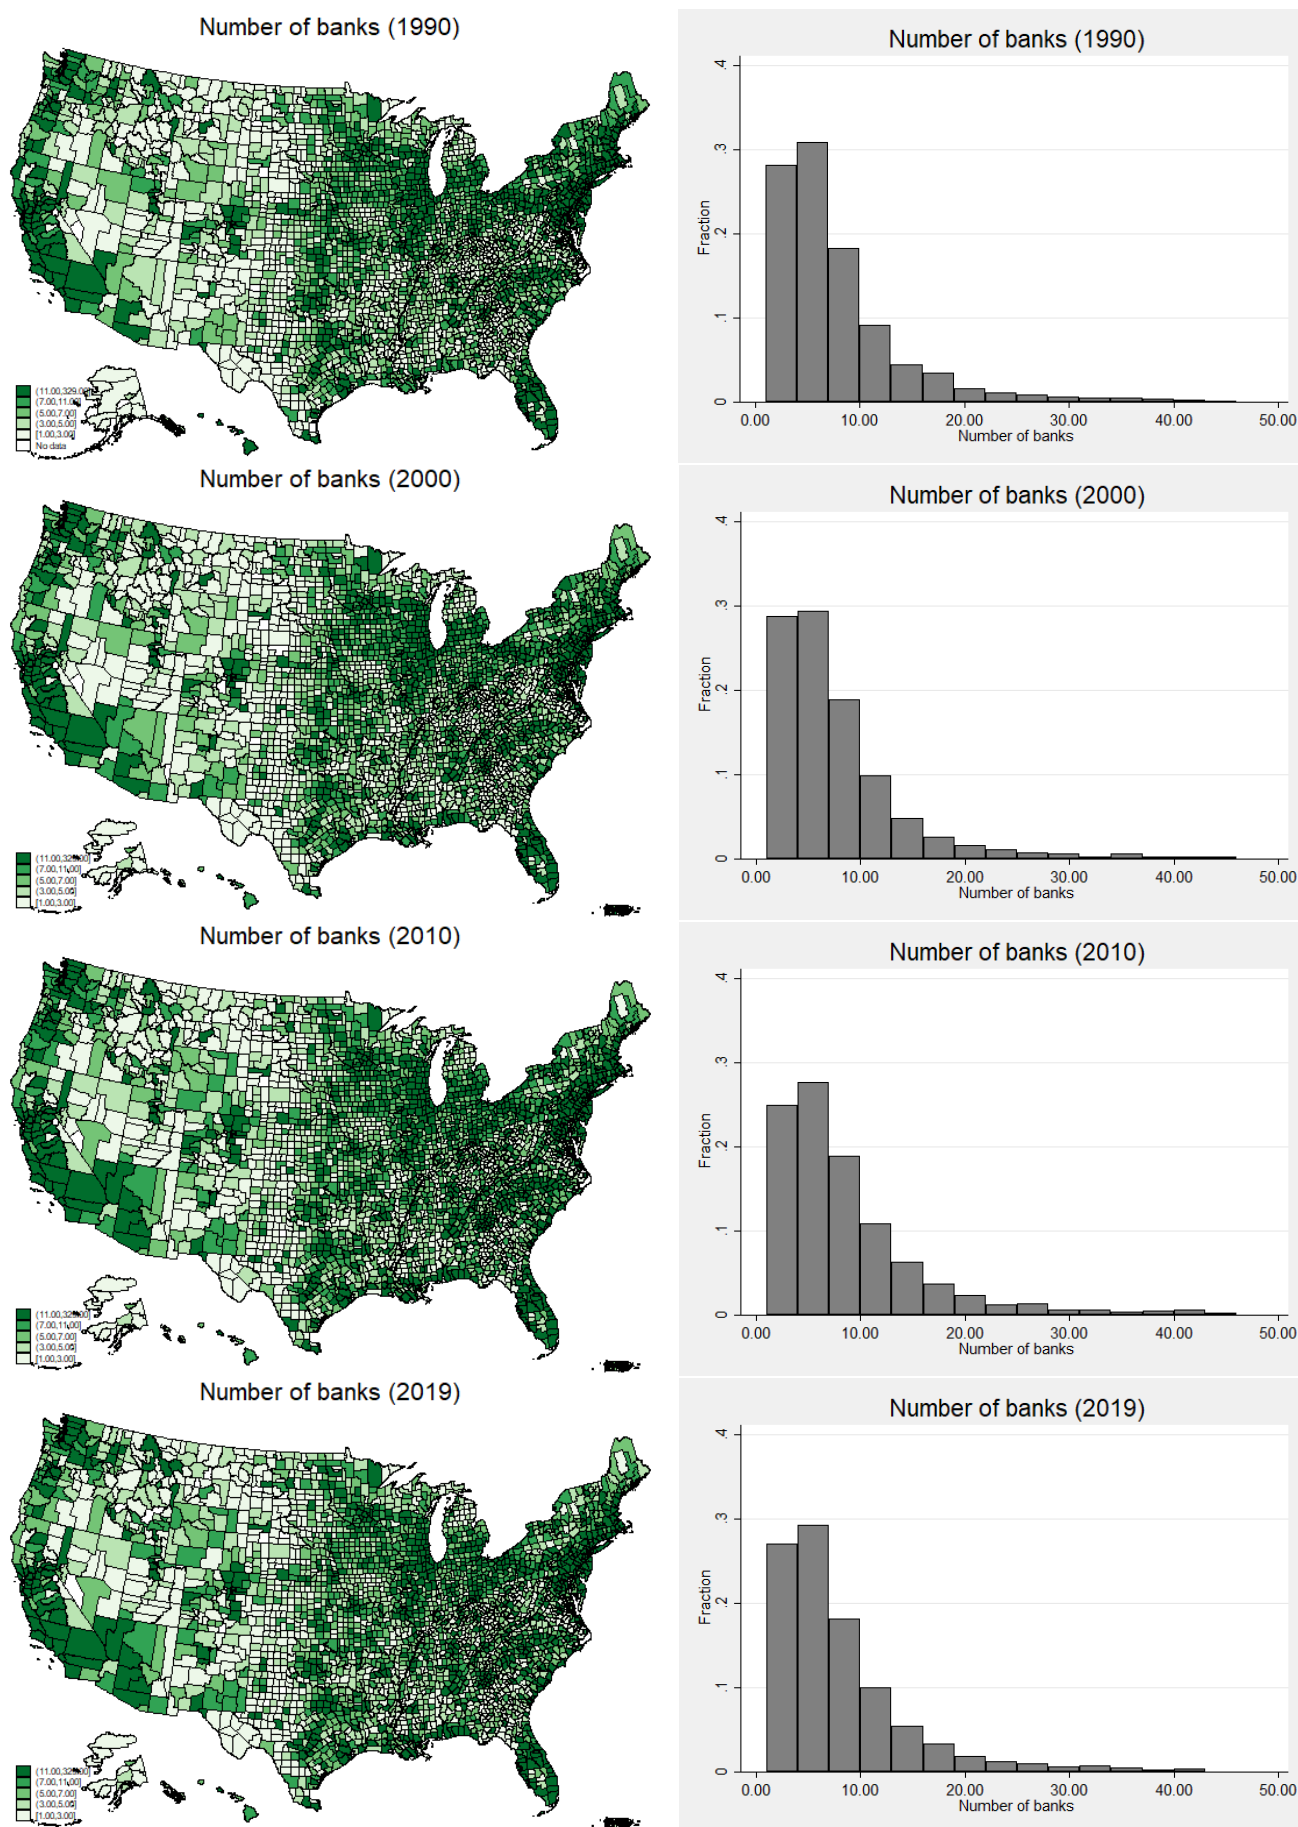 Number of banks (1990)
(11.00,329.00]
(7.00,11.00]
(5.00,7.00]
(3.00,5.00]
[1.00,3.00]
No data
Number of banks (1990)
Fraction
.4
.3
.2
.1
0
0.00 10.00 20.00 30.00 40.00 50.00
Number of banks
Number of banks (2000)
(11.00,329.00]
(7.00,11.00]
(5.00,7.00]
(3.00,5.00]
[1.00,3.00]
Number of banks (2000)
Fraction
.4
.3
.2
.1
0
0.00 10.00 20.00 30.00 40.00 50.00
Number of banks
Number of banks (2010)
(7.00,11.00]
(5.00,7.00]
(3.00,5.00]
[1.00,3.00]
Number of banks (2010)
Fraction
.4
.3
.2
.1
0
0.00 10.00 20.00 30.00 40.00 50.00
Number of banks
Number of banks (2019)
(7.00,11.00]
(5.00,7.00]
(3.00,5.00]
[1.00,3.00]
Number of banks (2019)
Fraction
.4
.3
.2
.1
0
0.00 10.00 20.00 30.00 40.00 50.00
Number of banks